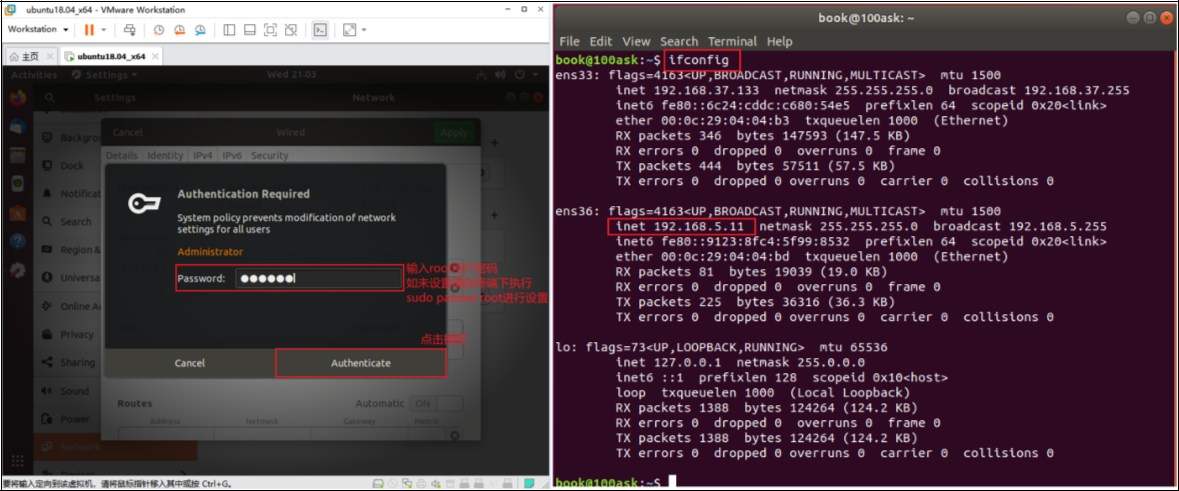 ubuntu18.04_x64 - VMware Workstation
Workstation
主页
ubuntu18.04_x64
Activities
Settings
Wed 21:03
Settings
Network
Backgro
Cancel
Wired
Apply
Details
Identity
IPv4
IPv6
Security
Dock
Notificat
Search
Region &
Universa
Online Ac
Privacy
Sharing
Sound
Power
Network
Devices
Authentication Required
System policy prevents modification of network
settings for all users
Administrator
Password:
输入root用户密码
如未设置
终端下执行
sudo passwd root进行设置
点击
Cancel
Authenticate
Routes
Automatic
ON
Address
Netmask
Gateway
Metric
要将输入定向到该虚拟机，请将鼠标指针移入其中或按 Ctrl+G。
book@100ask: ~
File Edit View Search Terminal Help
book@100ask:~$ ifconfig
ens33: flags=4163<UP,BROADCAST,RUNNING,MULTICAST> mtu 1500
inet 192.168.37.133 netmask 255.255.255.0 broadcast 192.168.37.255
inet6 fe80::6c24:cddc:c680:54e5 prefixlen 64 scopeid 0x20<link>
ether 00:0c:29:04:04:b3 txqueuelen 1000 (Ethernet)
RX packets 346 bytes 147593 (147.5 KB)
RX errors 0 dropped 0 overruns 0 frame 0
TX packets 444 bytes 57511 (57.5 KB)
TX errors 0 dropped 0 overruns 0 carrier 0 collisions 0
ens36: flags=4163<UP,BROADCAST,RUNNING,MULTICAST> mtu 1500
inet 192.168.5.11 netmask 255.255.255.0 broadcast 192.168.5.255
inet6 fe80::9123:8fc4:5f99:8532 prefixlen 64 scopeid 0x20<link>
ether 00:0c:29:04:04:bd txqueuelen 1000 (Ethernet)
RX packets 81 bytes 19039 (19.0 KB)
RX errors 0 dropped 0 overruns 0 frame 0
TX packets 225 bytes 36316 (36.3 KB)
TX errors 0 dropped 0 overruns 0 carrier 0 collisions 0
lo: flags=73<UP,LOOPBACK,RUNNING> mtu 65536
inet 127.0.0.1 netmask 255.0.0.0
inet6 ::1 prefixlen 128 scopeid 0x10<host>
loop txqueuelen 1000 (Local Loopback)
RX packets 1388 bytes 124264 (124.2 KB)
RX errors 0 dropped 0 overruns 0 frame 0
TX packets 1388 bytes 124264 (124.2 KB)
TX errors 0 dropped 0 overruns 0 carrier 0 collisions 0
book@100ask:~$